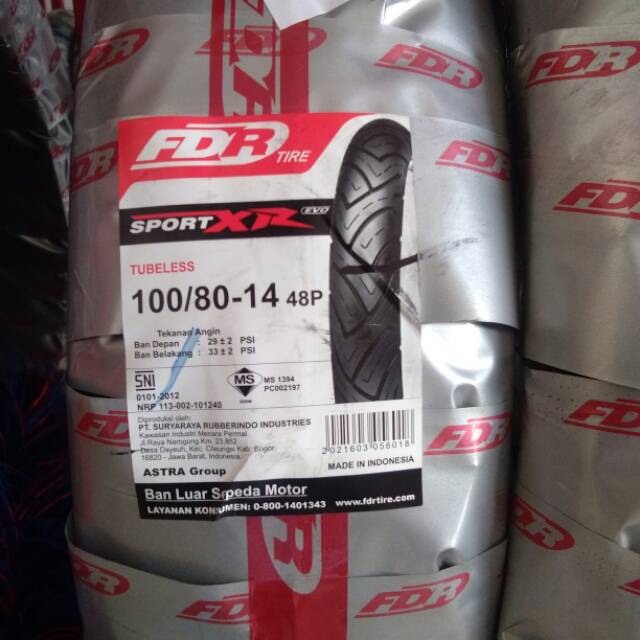 FDR
FDR
FDR
FDR TIRE
FDR
FDR
SPORT XR EVO
TUBELESS
100/80-14 48P
Tekanan Angin
Ban Depan : 29 ± 2 PSI
Ban Belakang : 33 ± 2 PSI
SNI
0101-2012
NRP 113-002-101240
MS
SIRIM
MS 1394
PC002197
Diproduksi oleh:
PT. SURYARAYA RUBBERINDO INDUSTRIES
Kawasan Industri Menara Permai
Jl.Raya Narogong Km. 23,852
Desa Dayeuh, Kec. Cileungsi Kab. Bogor
16820 - Jawa Barat, Indonesia.
ASTRA Group
2021603 056018
MADE IN INDONESIA
Ban Luar Sepeda Motor
LAYANAN KONSUMEN: 0-800-1401343
www.fdrtire.com
FDR
FDR
FDR